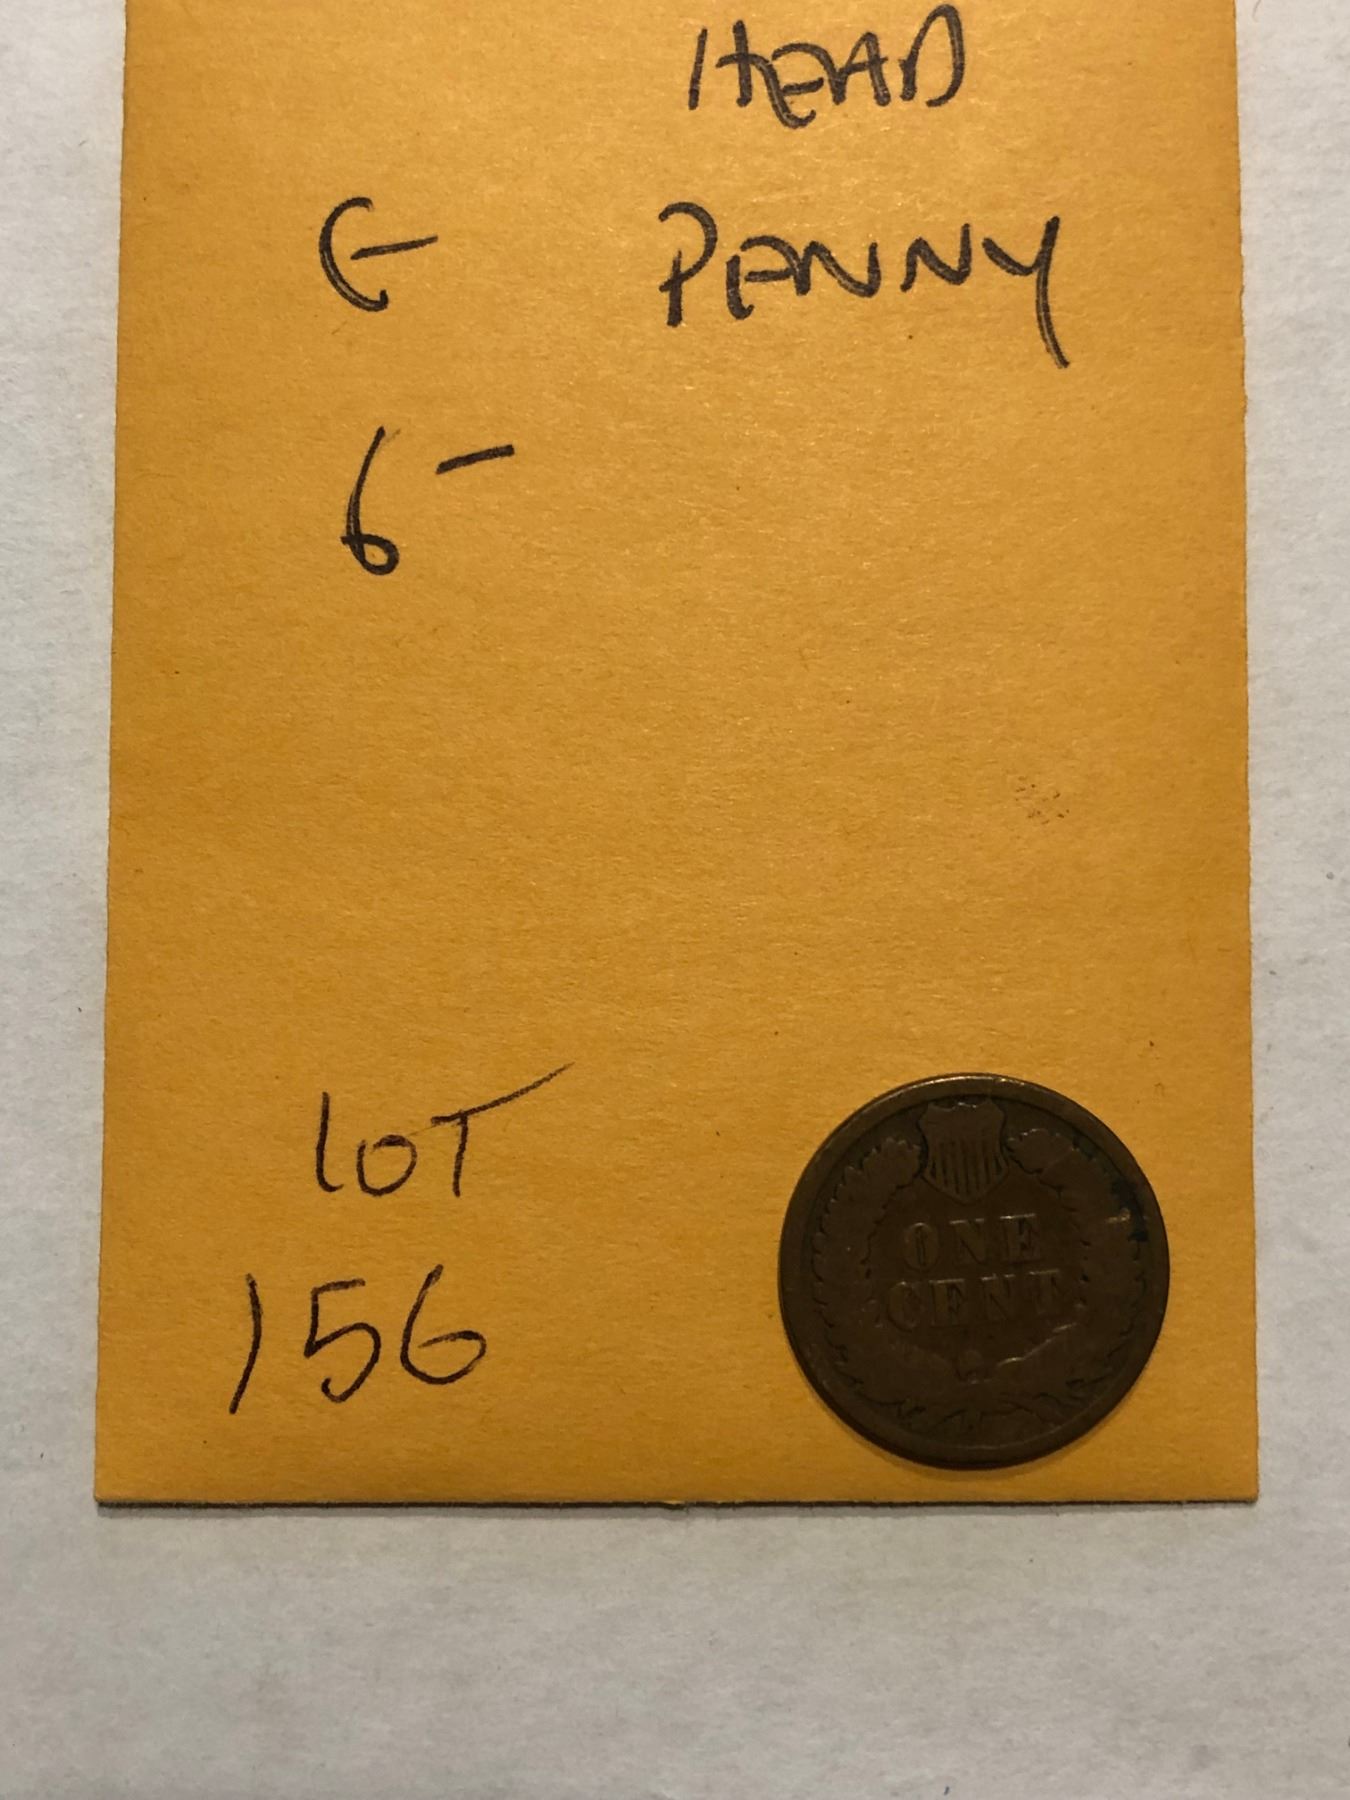 HEAD
G PENNY
6-
LOT
156
ONE
CENT